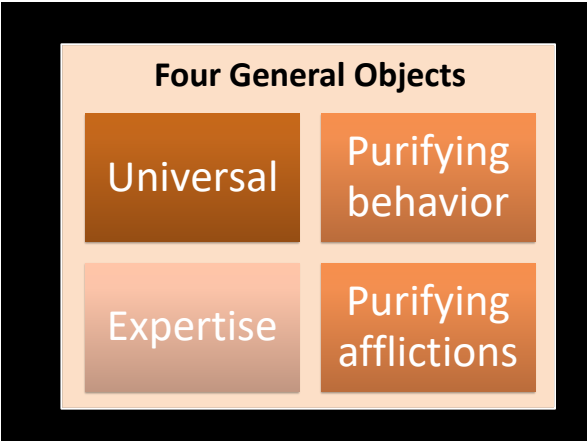 Four General Objects
Universal
Purifying
behavior
Expertise
Purifying
afflictions